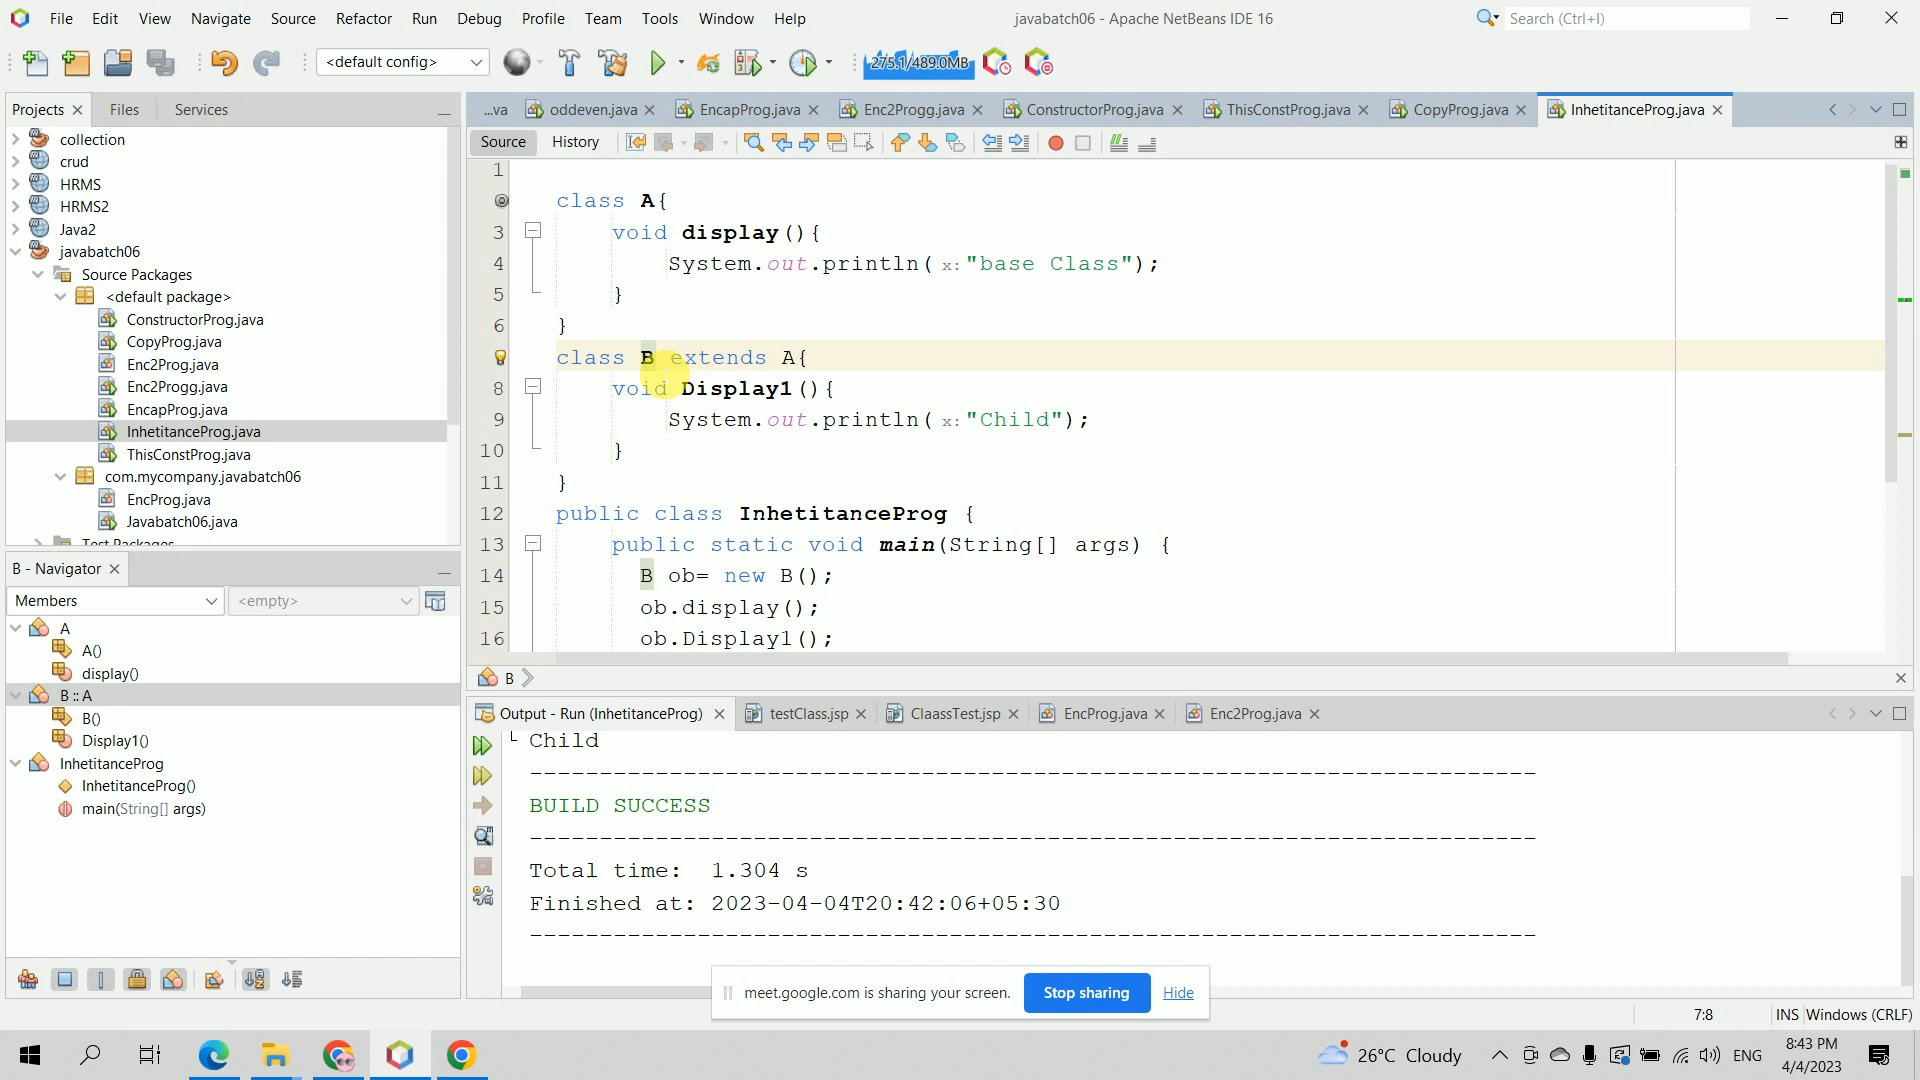 File Edit View Navigate Source Refactor Run Debug Profile Team Tools Window Help javabatch06 - Apache NetBeans IDE 16 Search (Ctrl+I)
<default config> 275.1/489.0MB
Projects Files Services
...va oddeven.java EncapProg.java Enc2Progg.java ConstructorProg.java ThisConstProg.java CopyProg.java InhetitanceProg.java
Source History
collection
crud
HRMS
HRMS2
Java2
javabatch06
Source Packages
<default package>
ConstructorProg.java
CopyProg.java
Enc2Prog.java
Enc2Progg.java
EncapProg.java
InhetitanceProg.java
ThisConstProg.java
com.mycompany.javabatch06
EncProg.java
Javabatch06.java
Test Packages
1
class A{
3 void display(){
4 System.out.println( x: "base Class");
5 }
6 }
class B extends A{
8 void Display1(){
9 System.out.println( x: "Child");
10 }
11 }
12 public class InhetitanceProg {
13 public static void main(String[] args) {
14 B ob= new B();
15 ob.display();
16 ob.Display1();
B
B - Navigator
Members <empty>
A
A()
display()
B :: A
B()
Display1()
InhetitanceProg
InhetitanceProg()
main(String[] args)
Output - Run (InhetitanceProg) testClass.jsp ClaassTest.jsp EncProg.java Enc2Prog.java
Child
------------------------------------------------------------------------
BUILD SUCCESS
------------------------------------------------------------------------
Total time: 1.304 s
Finished at: 2023-04-04T20:42:06+05:30
------------------------------------------------------------------------
meet.google.com is sharing your screen. Stop sharing Hide
7:8 INS Windows (CRLF)
26°C Cloudy ENG 8:43 PM
4/4/2023